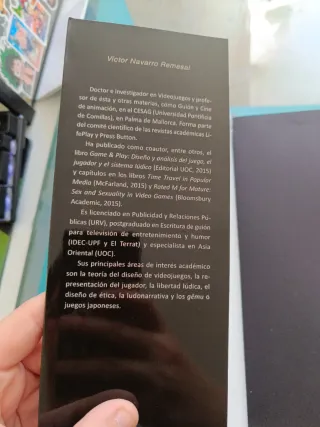 Víctor Navarro Remesal
Doctor e investigador en Videojuegos y profe-
sor de ésta y otras materias, como Guión y Cine
de animación, en el CESAG (Universidad Pontificia
de Comillas), en Palma de Mallorca. Forma parte
del comité científico de las revistas académicas Li-
fePlay y Press Button.
Ha publicado como coautor, entre otros, el
libro Game & Play: Diseño y análisis del juego, el
jugador y el sistema lúdico (Editorial UOC, 2015)
y capítulos en los libros Time Travel in Popular
Media (McFarland, 2015) y Rated M for Mature:
Sex and Sexuality in Video Games (Bloomsbury
Academic, 2015).
Es licenciado en Publicidad y Relaciones Pú-
blicas (URV), postgraduado en Escritura de guión
para televisión de entretenimiento y humor
(IDEC-UPF y El Terrat) y especialista en Asia
Oriental (UOC).
Sus principales áreas de interés académico
son la teoría del diseño de videojuegos, la re-
presentación del jugador, la libertad lúdica, el
diseño de ética, la ludonarrativa y los gēmu o
juegos japoneses.